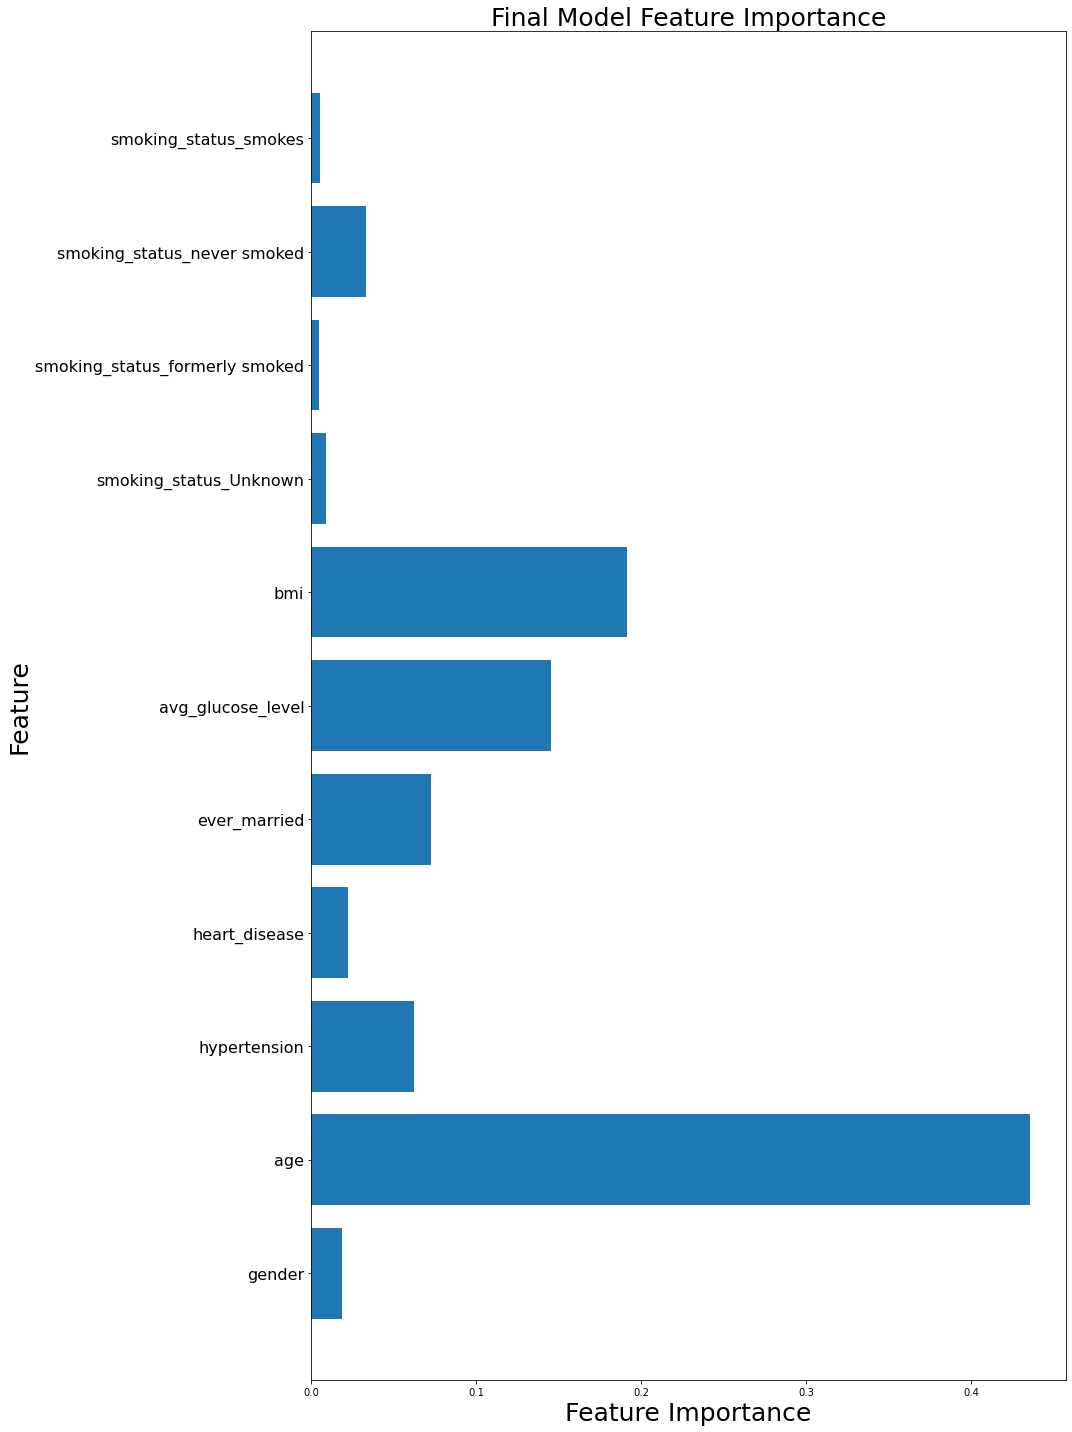 Final Model Feature Importance
smoking_status_smokes
smoking_status_never smoked
smoking_status_formerly smoked
smoking_status_Unknown
bmi
avg_glucose_level
ever_married
heart_disease
hypertension
age
gender
Feature
0.0 0.1 0.2 0.3 0.4
Feature Importance